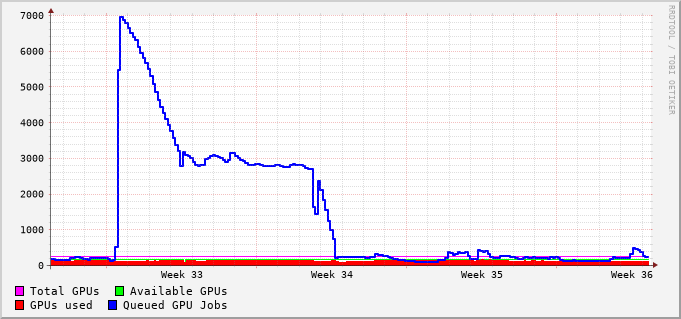 RRDTOOL / TOBI OETIKER
7000
6000
5000
4000
3000
2000
1000
0
Week 33 Week 34 Week 35 Week 36
Total GPUs Available GPUs
GPUs used Queued GPU Jobs